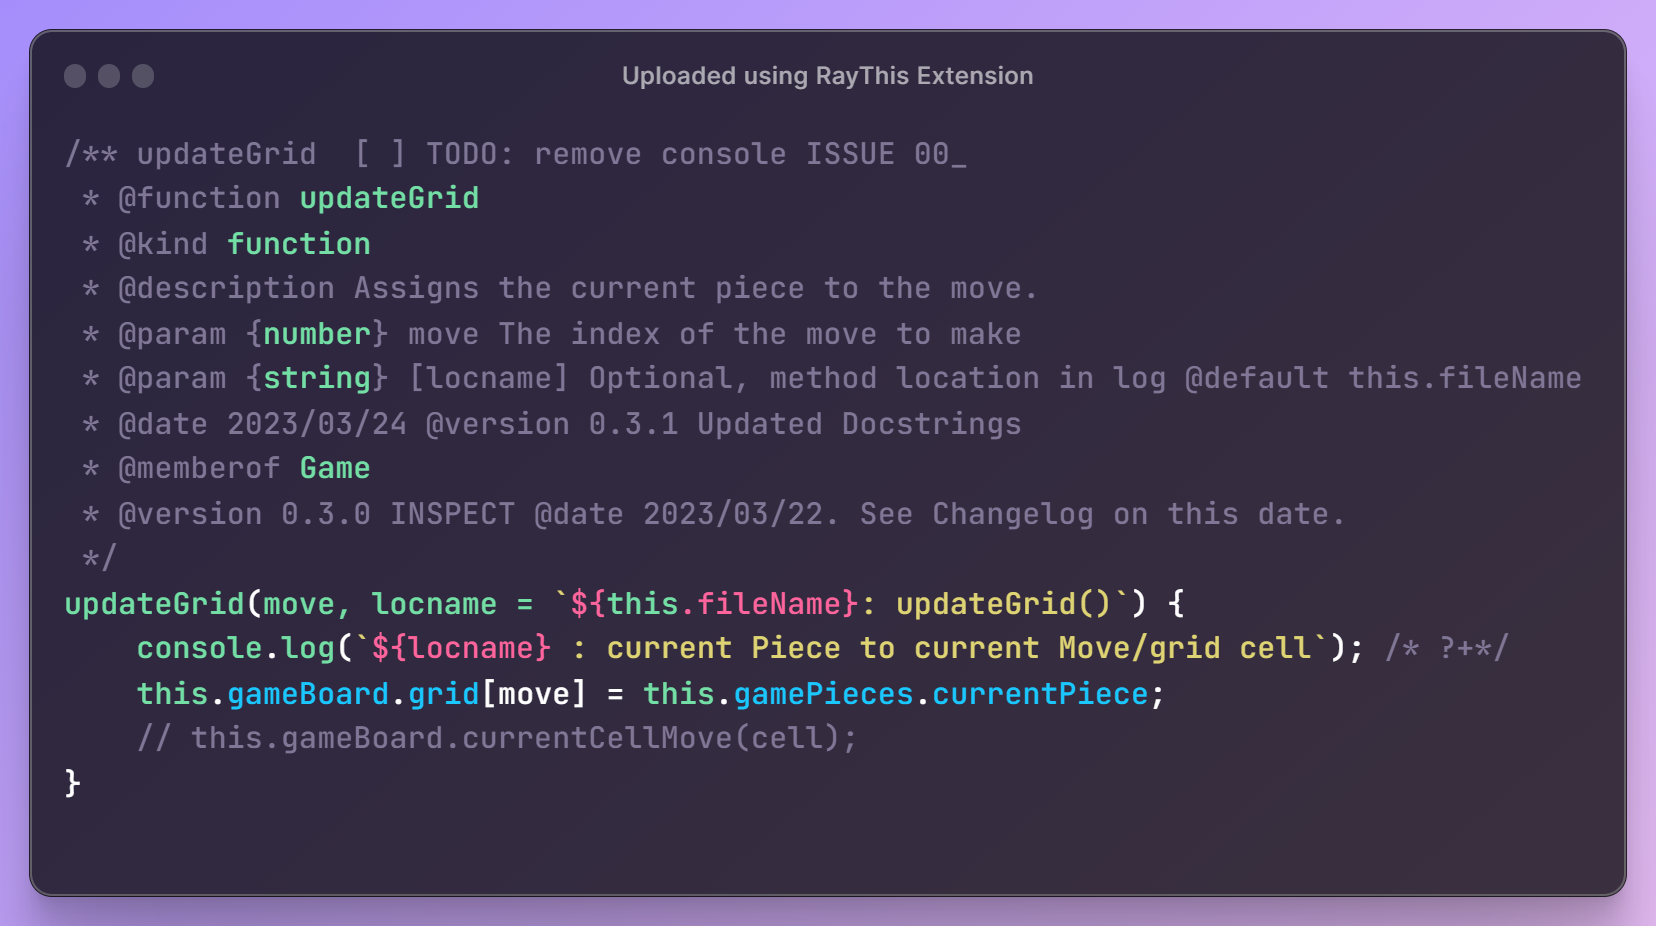 Uploaded using RayThis Extension
/** updateGrid  [ ] TODO: remove console ISSUE 00_
 * @function updateGrid
 * @kind function
 * @description Assigns the current piece to the move.
 * @param {number} move The index of the move to make
 * @param {string} [locname] Optional, method location in log @default this.fileName
 * @date 2023/03/24 @version 0.3.1 Updated Docstrings
 * @memberof Game
 * @version 0.3.0 INSPECT @date 2023/03/22. See Changelog on this date.
 */
updateGrid(move, locname = `${this.fileName}: updateGrid()`) {
    console.log(`${locname} : current Piece to current Move/grid cell`); /* ?+*/
    this.gameBoard.grid[move] = this.gamePieces.currentPiece;
    // this.gameBoard.currentCellMove(cell);
}